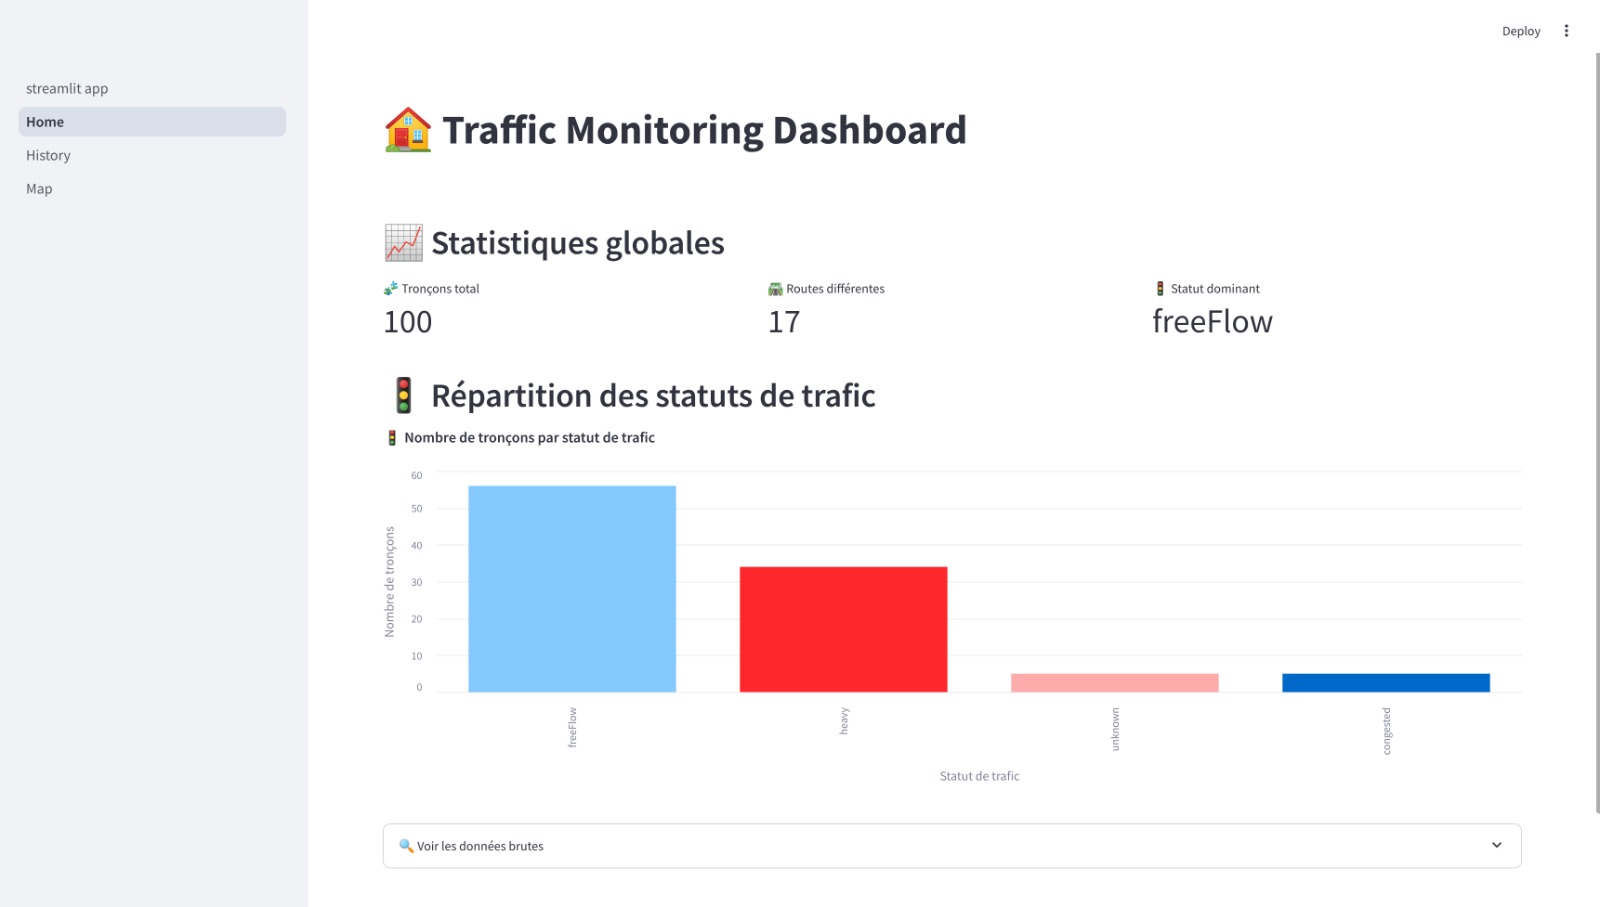 Deploy
streamlit app
Home
History
Map
Traffic Monitoring Dashboard
Statistiques globales
Tronçons total
100
Routes différentes
17
Statut dominant
freeFlow
Répartition des statuts de trafic
Nombre de tronçons par statut de trafic
Nombre de tronçons
60
50
40
30
20
10
0
freeFlow
heavy
unknown
congested
Statut de trafic
Voir les données brutes